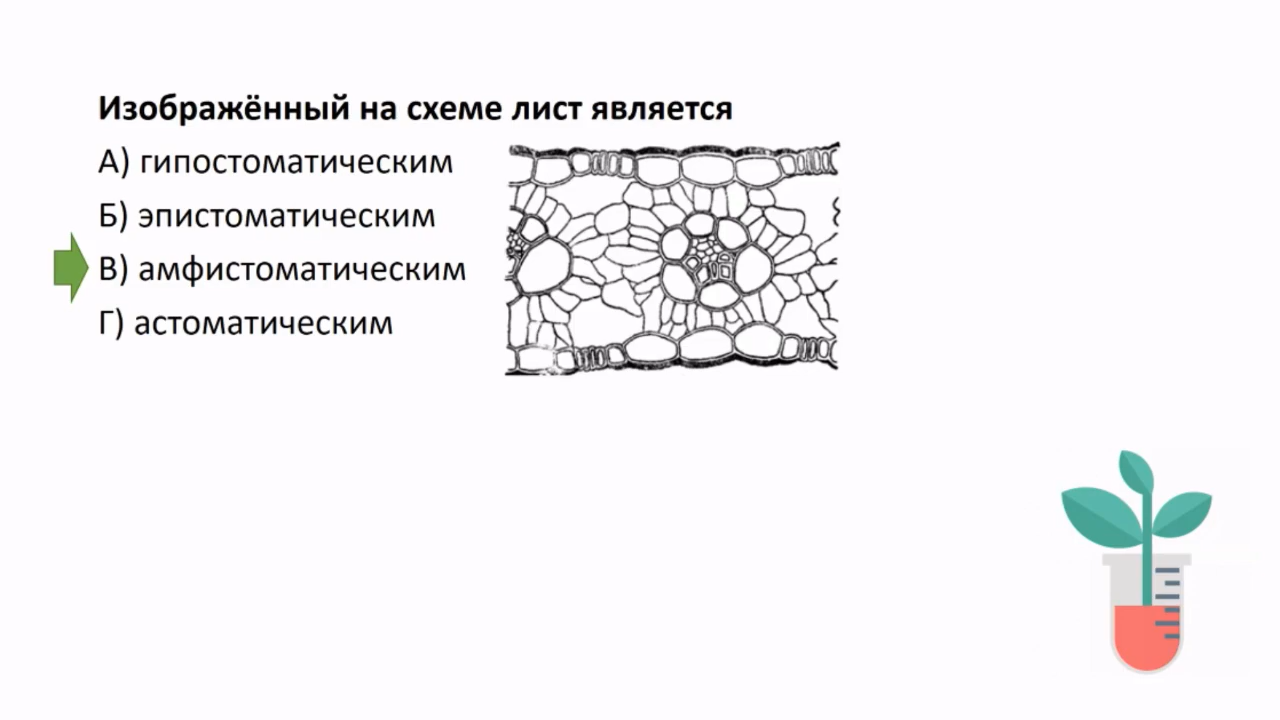 Изображённый на схеме лист является
А) гипостоматическим
Б) эпистоматическим
В) амфистоматическим
Г) астоматическим